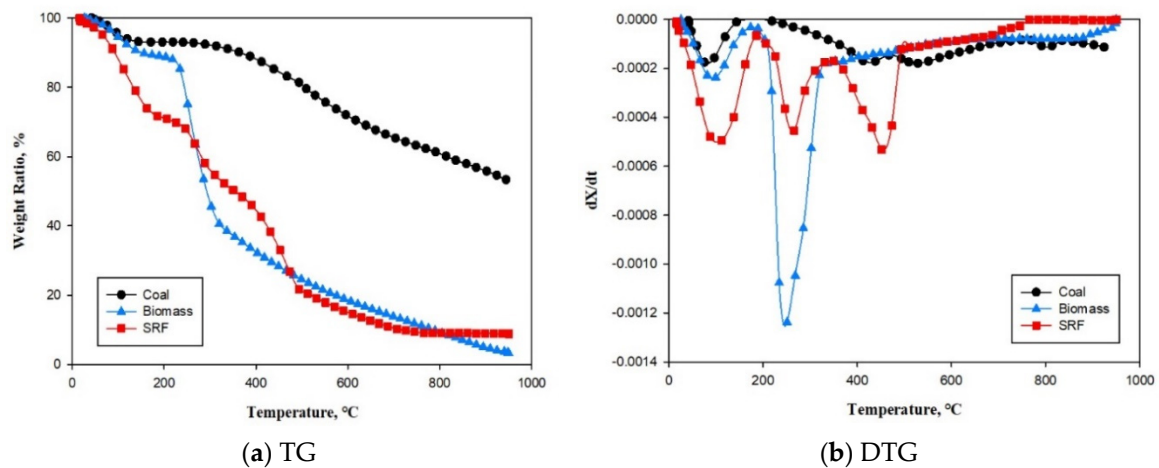 100
80
60
40
20
0
Weight Ratio, %
Coal
Biomass
SRF
0 200 400 600 800 1000
Temperature, °C
(a) TG
0.0000
-0.0002
-0.0004
-0.0006
-0.0008
-0.0010
-0.0012
-0.0014
dX/dt
Coal
Biomass
SRF
0 200 400 600 800 1000
Temperature, °C
(b) DTG